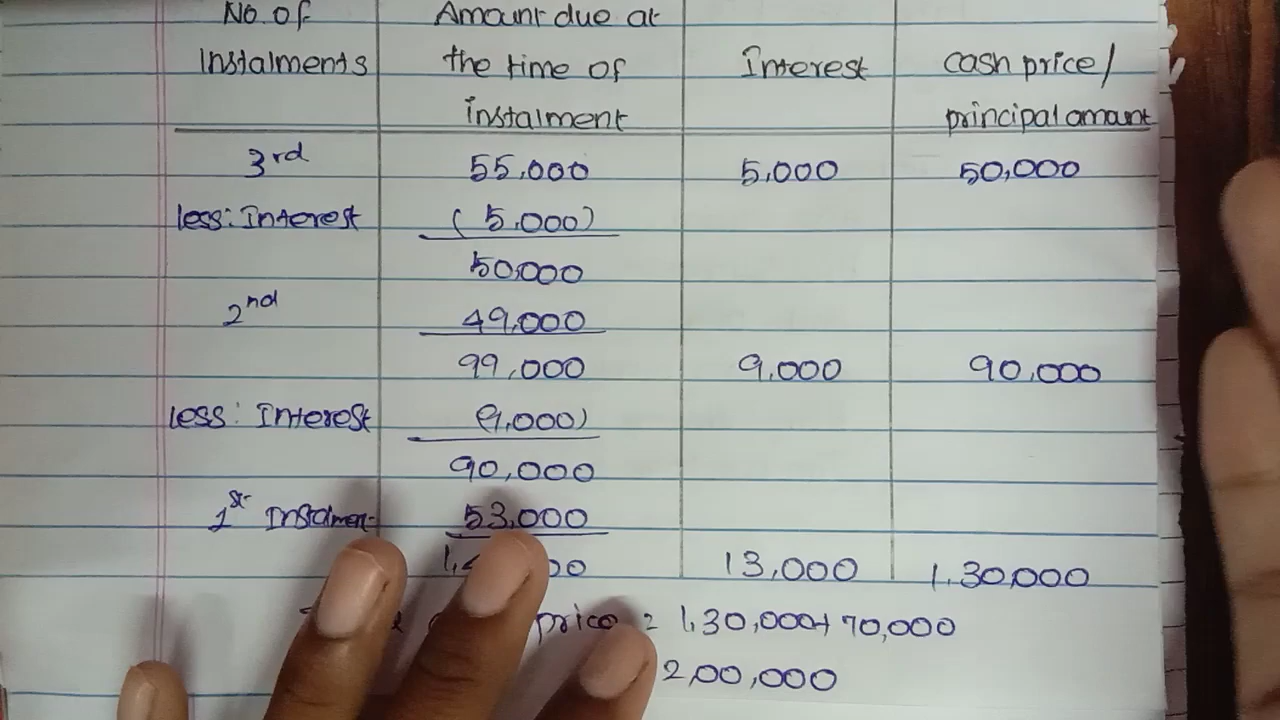 No. of Amount due at
Instalments the time of Interest cash price/
instalment principal amount
3rd 55,000 5,000 50,000
less: Interest (5,000)
50,000
2nd 49,000
99,000 9,000 90,000
less: Interest (9,000)
90,000
1st Instalment 53,000
13,000 1,30,000
price = 1,30,000+70,000
2,00,000